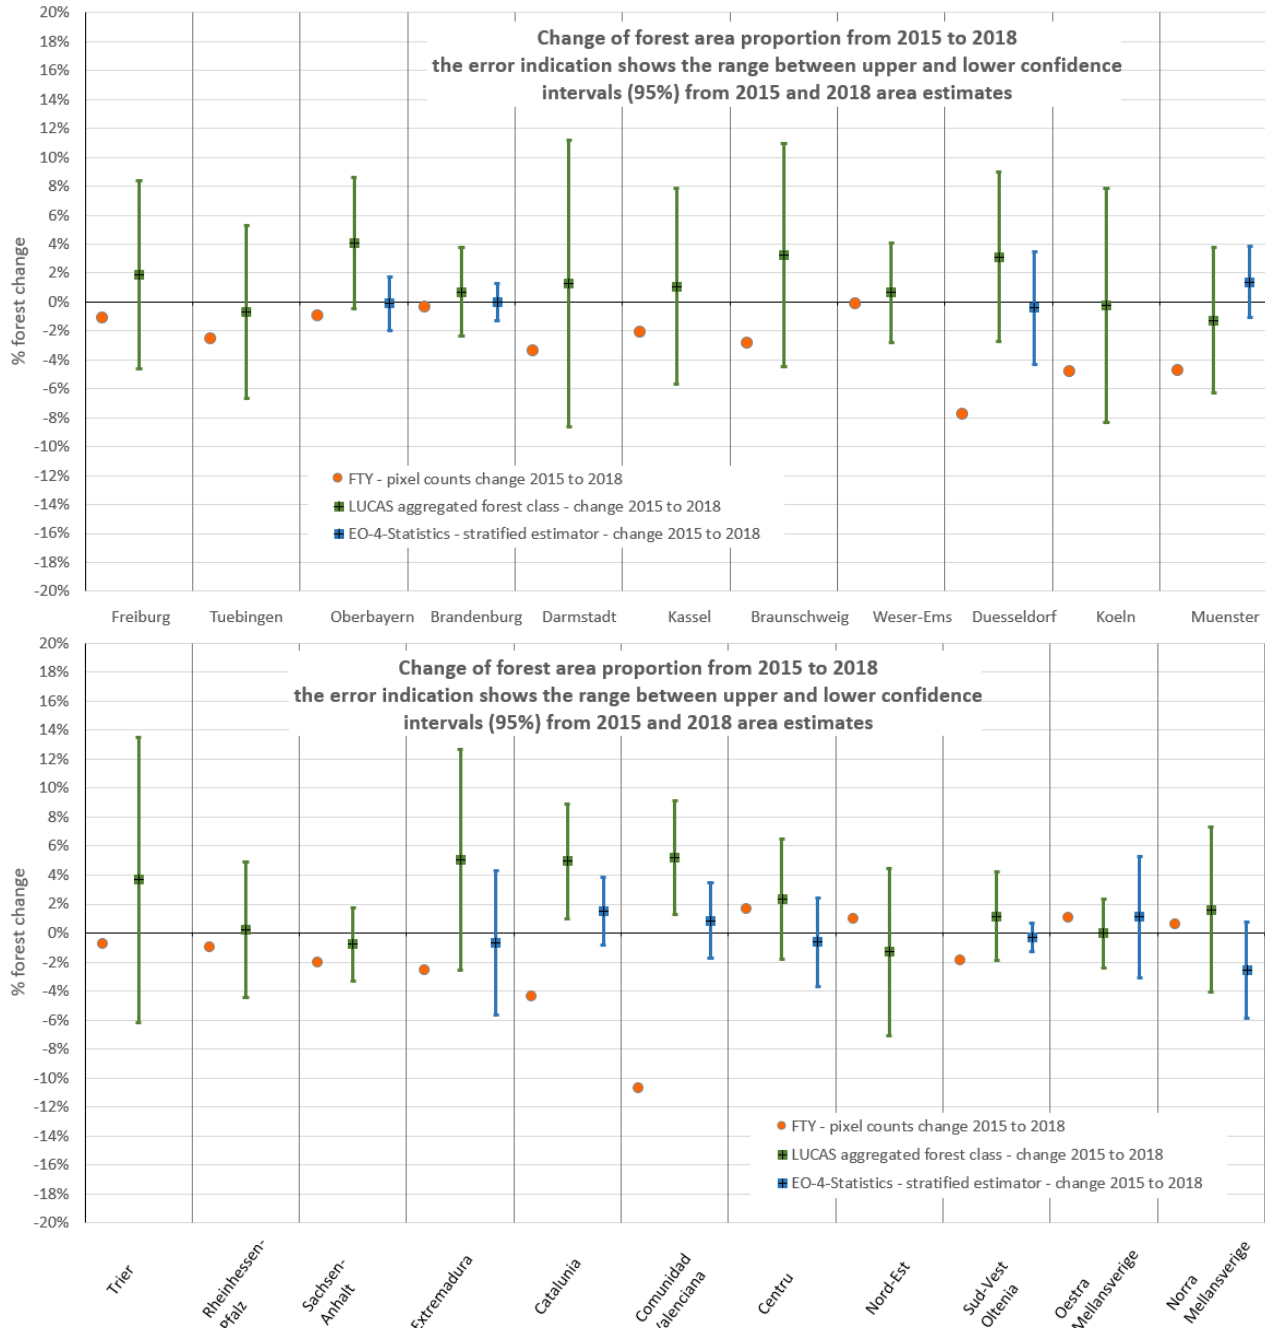 20%
18%
16%
14%
12%
10%
8%
6%
4%
2%
0%
-2%
-4%
-6%
-8%
-10%
-12%
-14%
-16%
-18%
-20%
% forest change
Change of forest area proportion from 2015 to 2018
the error indication shows the range between upper and lower confidence
intervals (95%) from 2015 and 2018 area estimates
FTY - pixel counts change 2015 to 2018
LUCAS aggregated forest class - change 2015 to 2018
EO-4-Statistics - stratified estimator - change 2015 to 2018
Freiburg
Tuebingen
Oberbayern
Brandenburg
Darmstadt
Kassel
Braunschweig
Weser-Ems
Duesseldorf
Koeln
Muenster
20%
18%
16%
14%
12%
10%
8%
6%
4%
2%
0%
-2%
-4%
-6%
-8%
-10%
-12%
-14%
-16%
-18%
-20%
% forest change
Change of forest area proportion from 2015 to 2018
the error indication shows the range between upper and lower confidence
intervals (95%) from 2015 and 2018 area estimates
FTY - pixel counts change 2015 to 2018
LUCAS aggregated forest class - change 2015 to 2018
EO-4-Statistics - stratified estimator - change 2015 to 2018
Trier
Rheinhessen-
Pfalz
Sachsen-
Anhalt
Extremadura
Catalunia
Comunidad
Valenciana
Centru
Nord-Est
Sud-Vest
Oltenia
Oestra
Mellansverige
Norra
Mellansverige